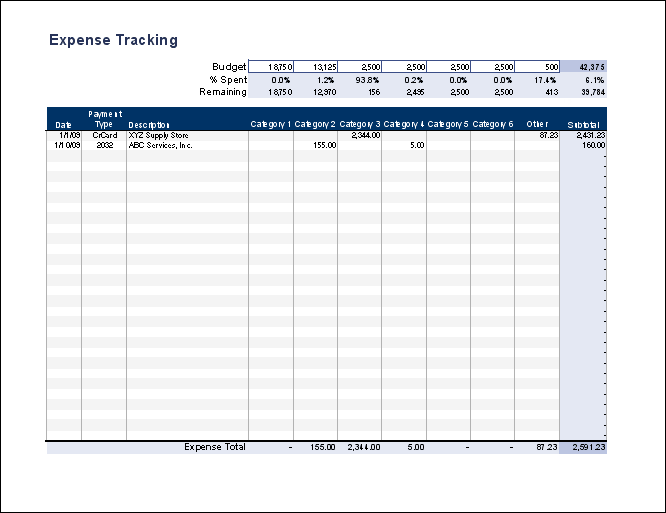 Expense Tracking
Budget 18,750 13,125 2,500 2,500 2,500 2,500 500 42,375
% Spent 0.0% 1.2% 93.8% 0.2% 0.0% 0.0% 17.4% 6.1%
Remaining 18,750 12,970 156 2,495 2,500 2,500 413 39,784
Date Payment Type Description Category 1 Category 2 Category 3 Category 4 Category 5 Category 6 Other Subtotal
1/1/09 CrCard XYZ Supply Store 2,344.00 87.23 2,431.23
1/10/09 2032 ABC Services, Inc. 155.00 5.00 160.00
Expense Total - 155.00 2,344.00 5.00 - - 87.23 2,591.23